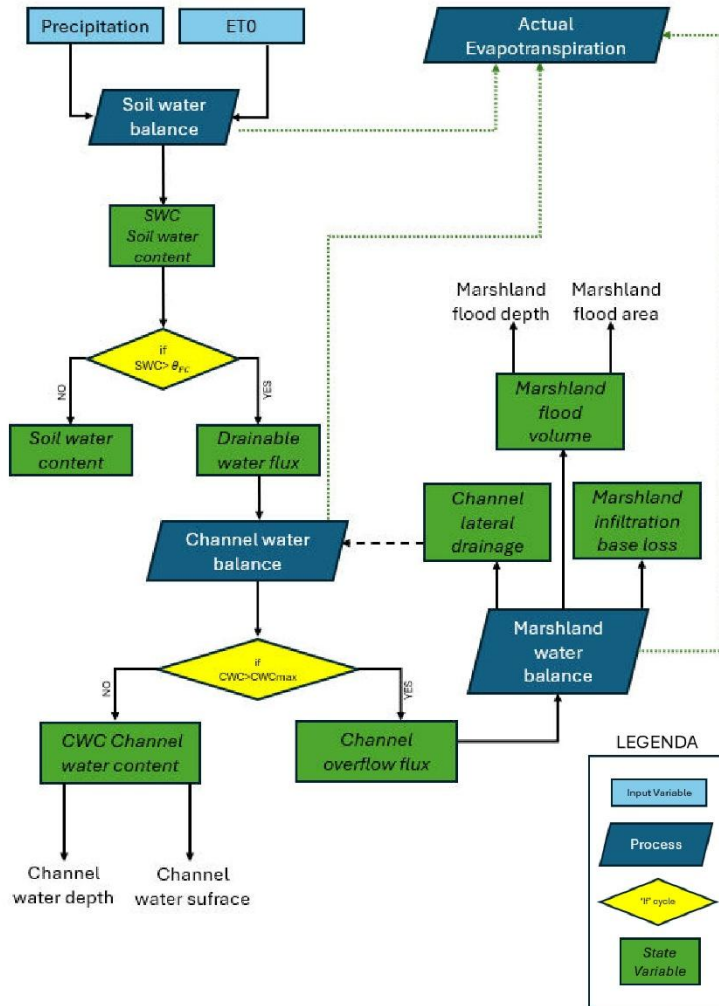 Precipitation
ET0
Actual
Evapotranspiration
Soil water
balance
SWC
Soil water
content
Marshland
flood depth
Marshland
flood area
if
SWC> θFC
NO
YES
Marshland
flood
volume
Soil water
content
Drainable
water flux
Channel
lateral
drainage
Marshland
infiltration
base loss
Channel water
balance
Marshland
water
balance
if
CWC>CWCmax
NO
YES
CWC Channel
water content
Channel
overflow flux
LEGENDA
Input Variable
Process
"If" cycle
State
Variable
Channel
water depth
Channel
water sufrace